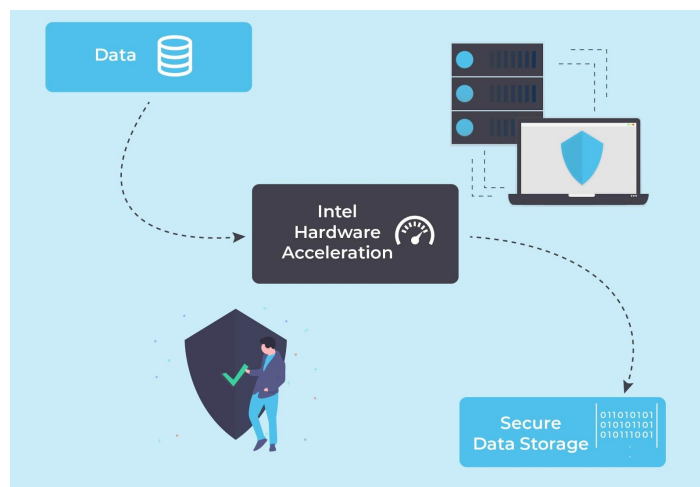 Data
Intel
Hardware
Acceleration
Secure
Data Storage
011010101
010101101
010111001